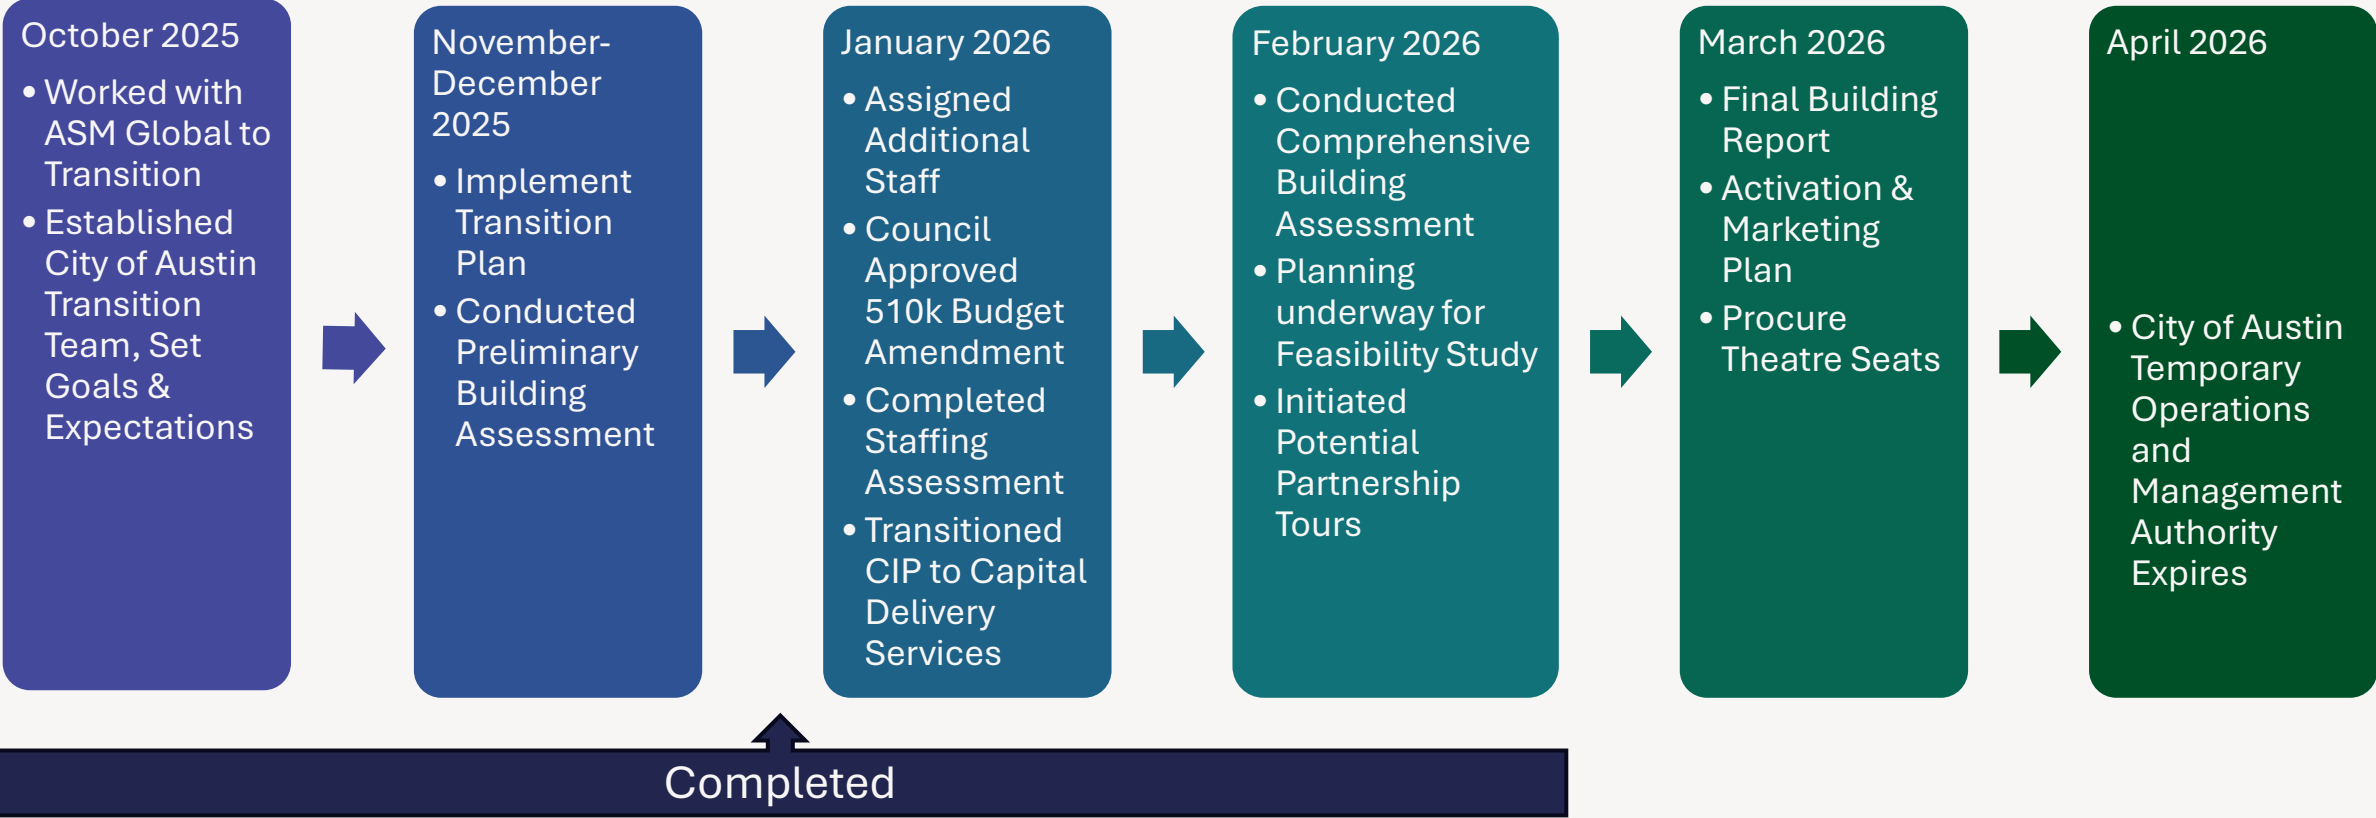 October 2025
• Worked with
ASM Global to
Transition
• Established
City of Austin
Transition
Team, Set
Goals &
Expectations
November-
December
2025
• Implement
Transition
Plan
• Conducted
Preliminary
Building
Assessment
January 2026
• Assigned
Additional
Staff
• Council
Approved
510k Budget
Amendment
• Completed
Staffing
Assessment
• Transitioned
CIP to Capital
Delivery
Services
February 2026
• Conducted
Comprehensive
Building
Assessment
• Planning
underway for
Feasibility Study
• Initiated
Potential
Partnership
Tours
March 2026
• Final Building
Report
• Activation &
Marketing
Plan
• Procure
Theatre Seats
April 2026
• City of Austin
Temporary
Operations
and
Management
Authority
Expires
Completed